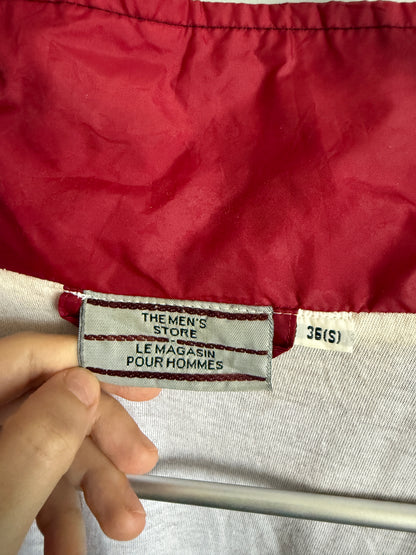 THE MEN'S
STORE
-
LE MAGASIN
POUR HOMMES
36(S)